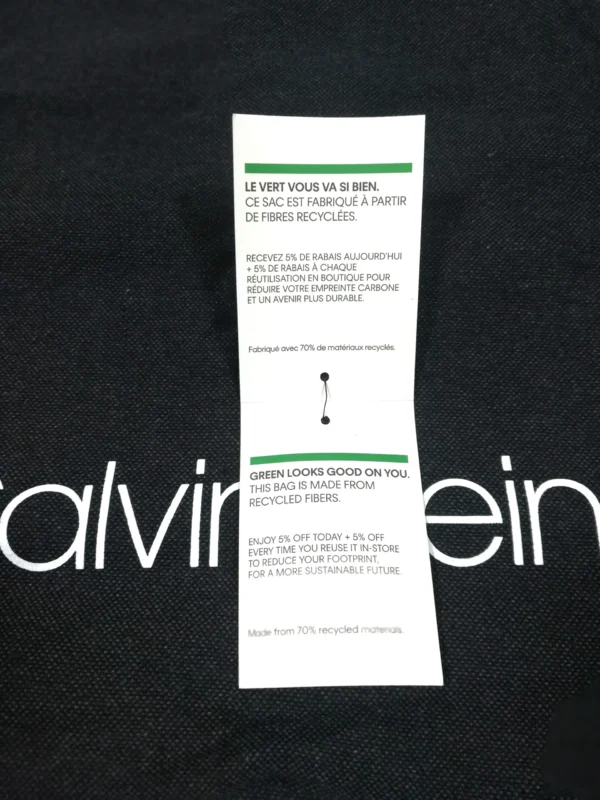 LE VERT VOUS VA SI BIEN.
CE SAC EST FABRIQUÉ À PARTIR
DE FIBRES RECYCLÉES.
RECEVEZ 5% DE RABAIS AUJOURD'HUI
+ 5% DE RABAIS À CHAQUE
RÉUTILISATION EN BOUTIQUE POUR
RÉDUIRE VOTRE EMPREINTE CARBONE
ET UN AVENIR PLUS DURABLE.
Fabriqué avec 70% de matériaux recyclés.
GREEN LOOKS GOOD ON YOU.
THIS BAG IS MADE FROM
RECYCLED FIBERS.
ENJOY 5% OFF TODAY + 5% OFF
EVERY TIME YOU REUSE IT IN-STORE
TO REDUCE YOUR FOOTPRINT,
FOR A MORE SUSTAINABLE FUTURE.
Made from 70% recycled materials.
Calvin ein